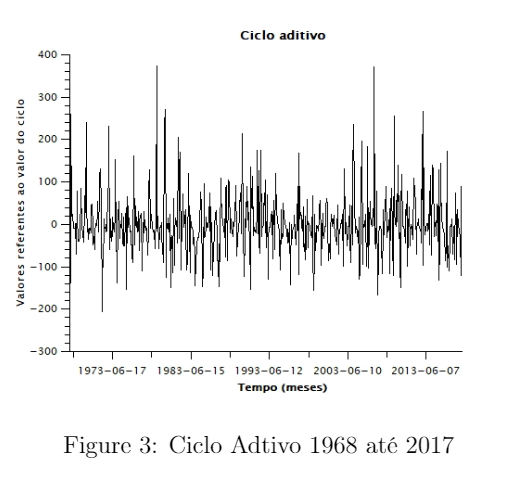 Ciclo aditivo
Valores referentes ao valor do ciclo
400
300
200
100
0
−100
−200
−300
1973−06−17 1983−06−15 1993−06−12 2003−06−10 2013−06−07
Tempo (meses)
Figure 3: Ciclo Adtivo 1968 até 2017